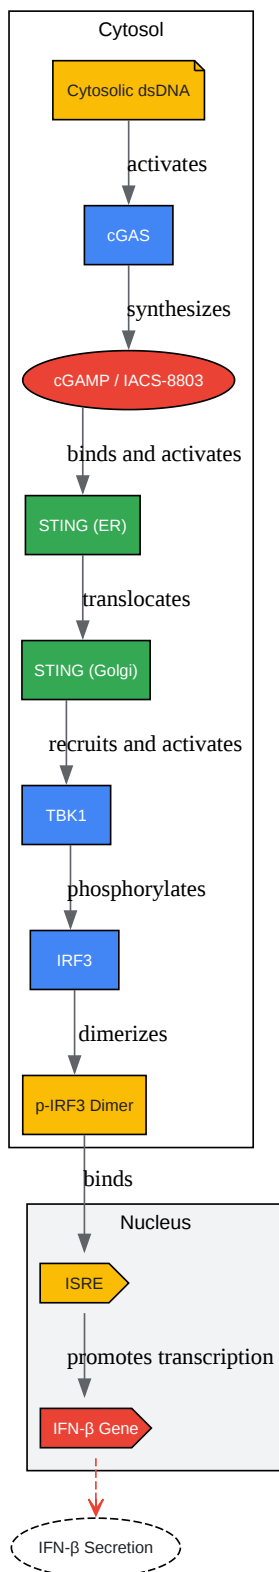 Cytosol
Cytosolic dsDNA
activates
cGAS
synthesizes
cGAMP / IACS-8803
binds and activates
STING (ER)
translocates
STING (Golgi)
recruits and activates
TBK1
phosphorylates
IRF3
dimerizes
p-IRF3 Dimer
binds
Nucleus
ISRE
promotes transcription
IFN-β Gene
IFN-β Secretion